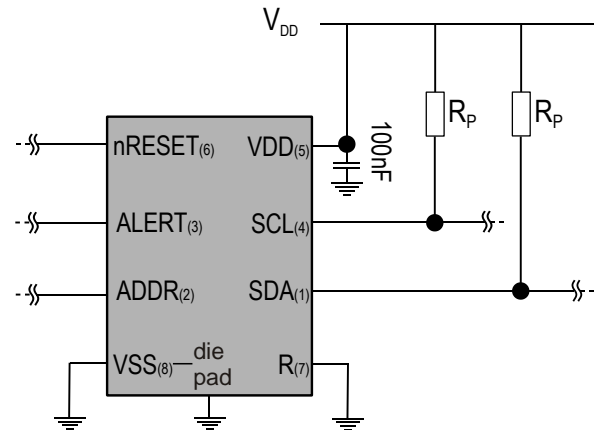 VDD
nRESET(6) VDD(5)
100nF
RP RP
ALERT(3) SCL(4)
ADDR(2) SDA(1)
VSS(8) die pad R(7)